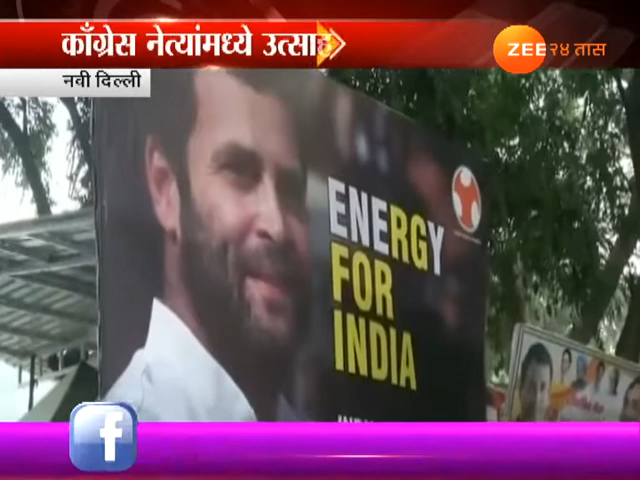 काँग्रेस नेत्यांमध्ये उत्साह
ZEE २४ तास
नवी दिल्ली
ENERGY
FOR
INDIA
f